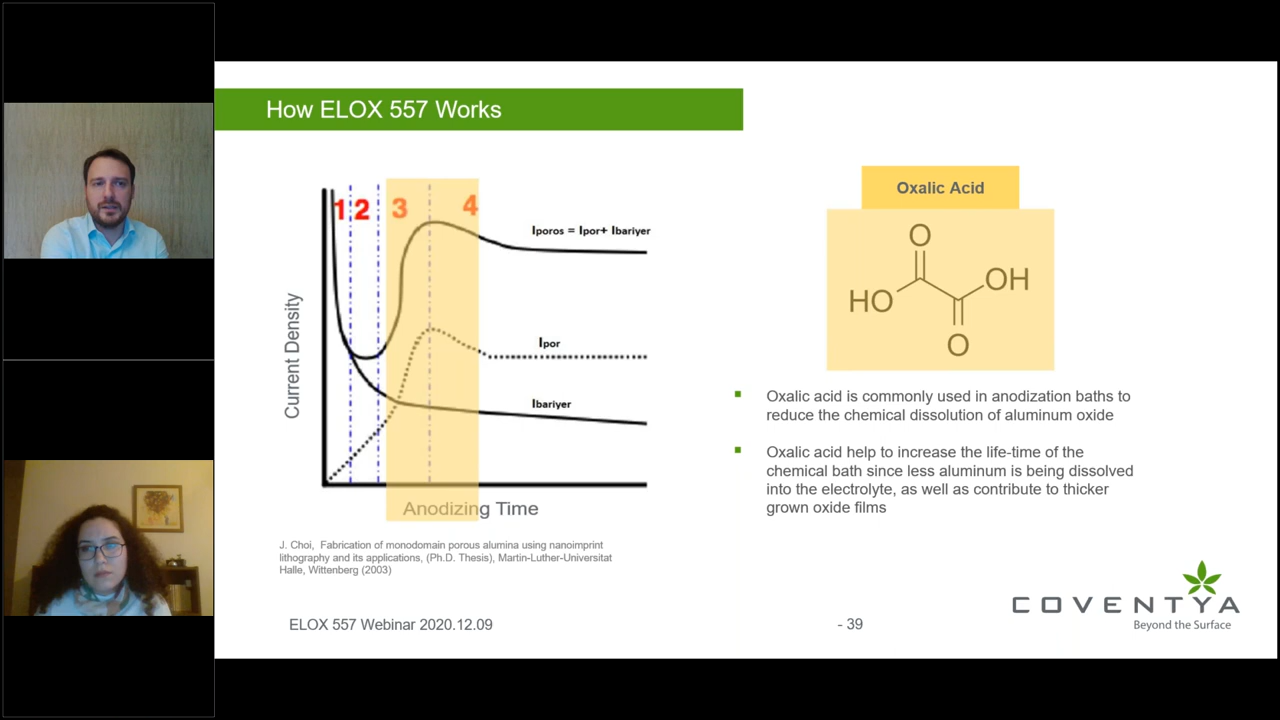 How ELOX 557 Works
1 2 3 4
Iporos = Ipor+ Ibariyer
Ipor
Ibariyer
Current Density
Anodizing Time
J. Choi, Fabrication of monodomain porous alumina using nanoimprint
lithography and its applications, (Ph.D. Thesis), Martin-Luther-Universitat
Halle, Wittenberg (2003)
Oxalic Acid
O
OH
HO
O
Oxalic acid is commonly used in anodization baths to
reduce the chemical dissolution of aluminum oxide
Oxalic acid help to increase the life-time of the
chemical bath since less aluminum is being dissolved
into the electrolyte, as well as contribute to thicker
grown oxide films
ELOX 557 Webinar 2020.12.09
- 39
COVENTYA
Beyond the Surface